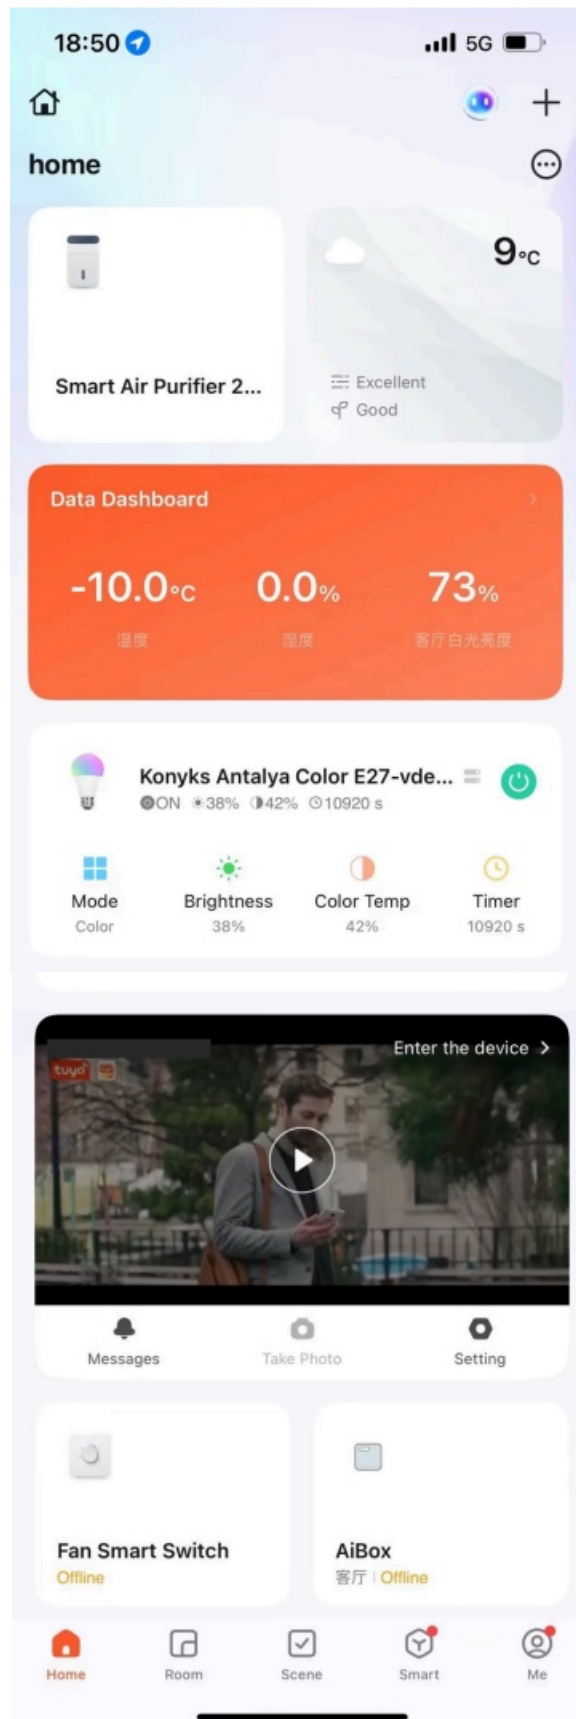 18:50
5G
home
Smart Air Purifier 2...
9°C
Excellent
Good
Data Dashboard
-10.0°C 0.0% 73%
温度 湿度 客厅白光亮度
Konyks Antalya Color E27-vde...
ON 38% 42% 10920 s
Mode Brightness Color Temp Timer
Color 38% 42% 10920 s
Enter the device
tuya
Messages Take Photo Setting
Fan Smart Switch
Offline
AiBox
客厅 | Offline
Home Room Scene Smart Me